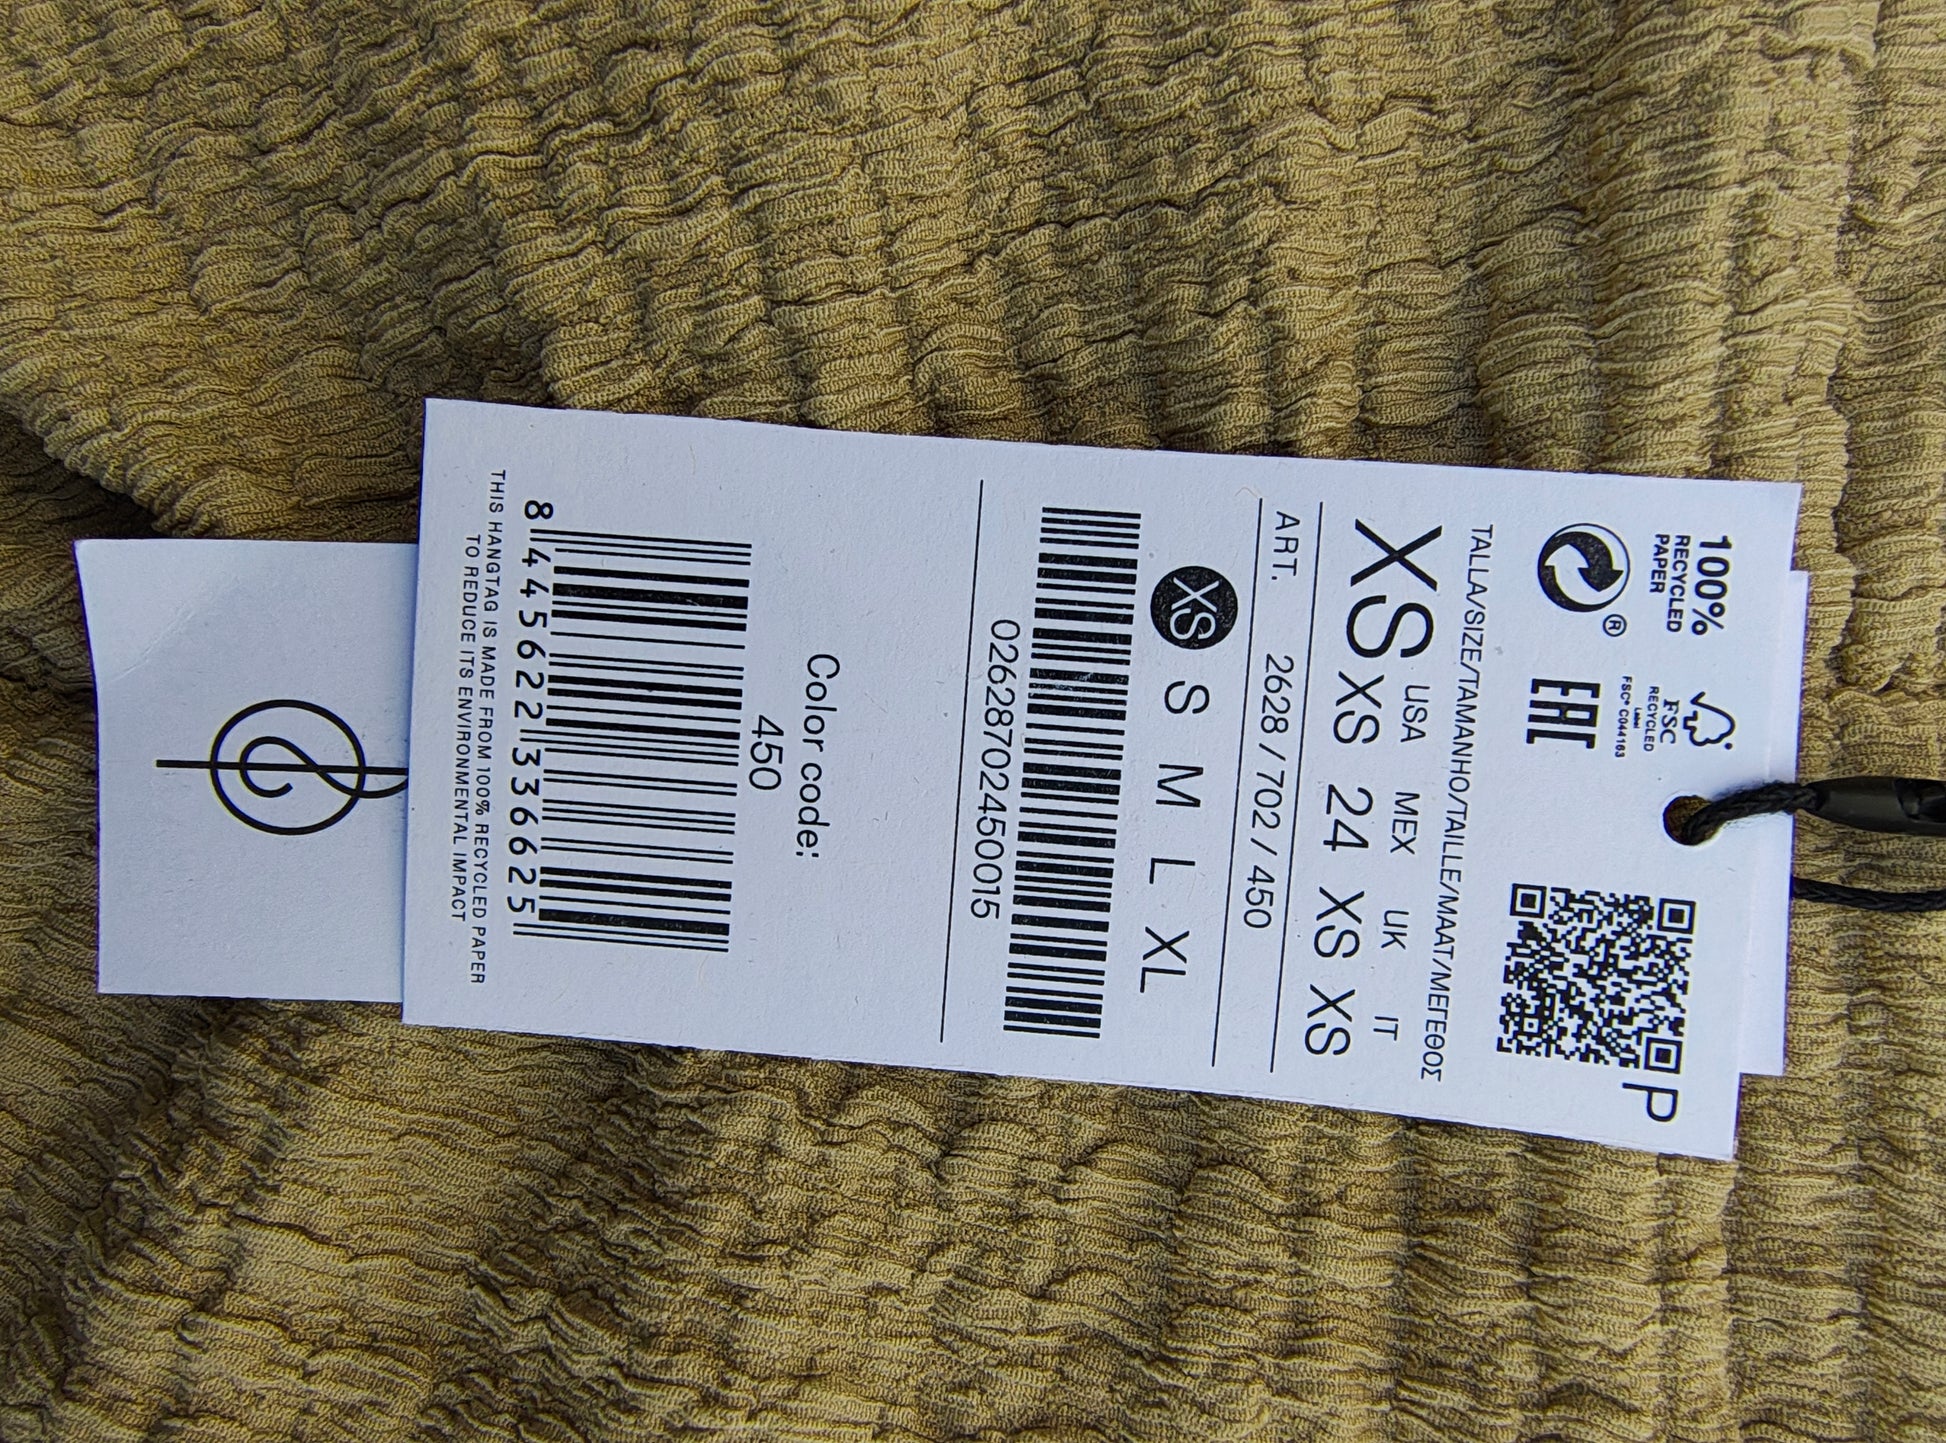 100%
RECYCLED
PAPER
FSC
RECYCLED
Label
FSC® C044163
®
EAC
P
TALLA/SIZE/TAMANHO/TAILLE/MAAT/ΜΕΓΕΘΟΣ
USA MEX UK IT
XS XS 24 XS XS
ART. 2628 / 702 / 450
XS S M L XL
02628702450015
Color code:
450
8 445622 336625
THIS HANGTAG IS MADE FROM 100% RECYCLED PAPER
TO REDUCE ITS ENVIRONMENTAL IMPACT